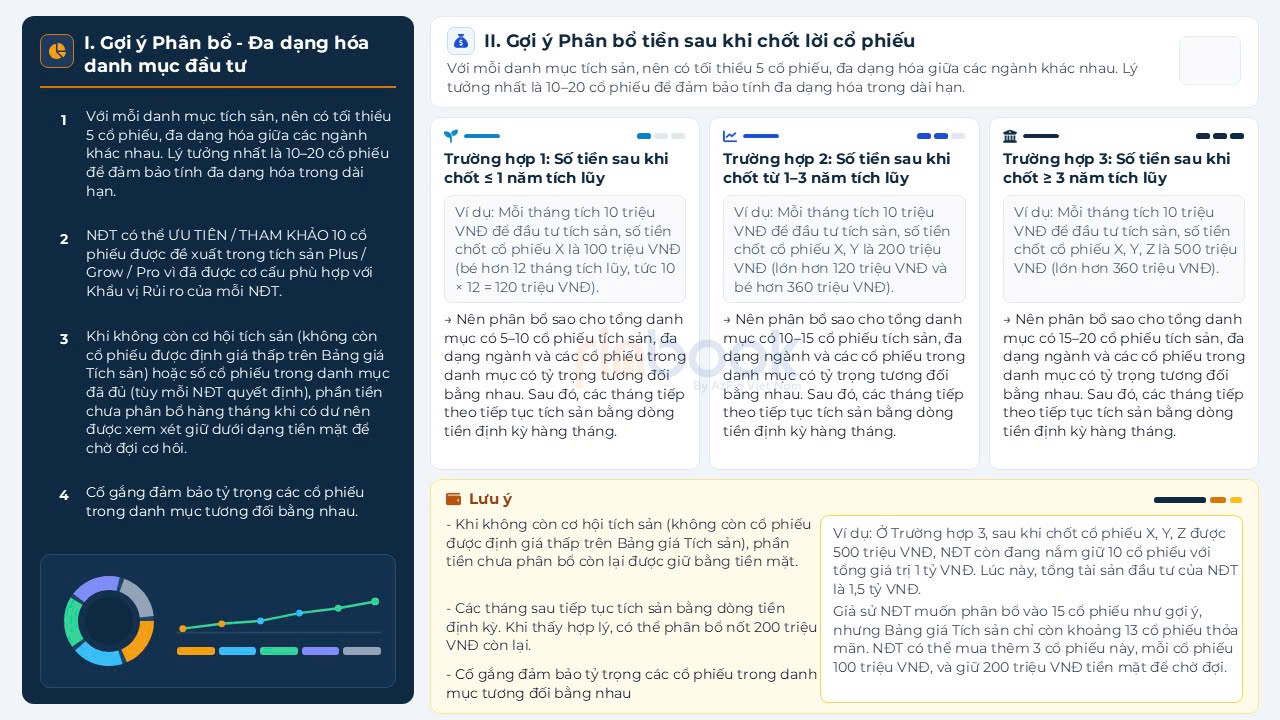 I. Gợi ý Phân bổ - Đa dạng hóa
danh mục đầu tư
1
Với mỗi danh mục tích sản, nên có tối thiểu
5 cổ phiếu, đa dạng hóa giữa các ngành
khác nhau. Lý tưởng nhất là 10–20 cổ phiếu
để đảm bảo tính đa dạng hóa trong dài
hạn.
2
NĐT có thể ƯU TIÊN / THAM KHẢO 10 cổ
phiếu được đề xuất trong tích sản Plus /
Grow / Pro vì đã được cơ cấu phù hợp với
Khẩu vị Rủi ro của mỗi NĐT.
3
Khi không còn cơ hội tích sản (không còn
cổ phiếu được định giá thấp trên Bảng giá
Tích sản) hoặc số cổ phiếu trong danh mục
đã đủ (tùy mỗi NĐT quyết định), phần tiền
chưa phân bổ hàng tháng khi có dư nên
được xem xét giữ dưới dạng tiền mặt để
chờ đợi cơ hội.
4
Cố gắng đảm bảo tỷ trọng các cổ phiếu
trong danh mục tương đối bằng nhau.
II. Gợi ý Phân bổ tiền sau khi chốt lời cổ phiếu
Với mỗi danh mục tích sản, nên có tối thiểu 5 cổ phiếu, đa dạng hóa giữa các ngành khác nhau. Lý
tưởng nhất là 10–20 cổ phiếu để đảm bảo tính đa dạng hóa trong dài hạn.
Trường hợp 1: Số tiền sau khi
chốt ≤ 1 năm tích lũy
Ví dụ: Mỗi tháng tích 10 triệu
VNĐ để đầu tư tích sản, số tiền
chốt cổ phiếu X là 100 triệu VNĐ
(bé hơn 12 tháng tích lũy, tức 10
× 12 = 120 triệu VNĐ).
→ Nên phân bổ sao cho tổng danh
mục có 5–10 cổ phiếu tích sản, đa
dạng ngành và các cổ phiếu trong
danh mục có tỷ trọng tương đối
bằng nhau. Sau đó, các tháng tiếp
theo tiếp tục tích sản bằng dòng
tiền định kỳ hàng tháng.
Trường hợp 2: Số tiền sau khi
chốt từ 1–3 năm tích lũy
Ví dụ: Mỗi tháng tích 10 triệu
VNĐ để đầu tư tích sản, số tiền
chốt cổ phiếu X, Y là 200 triệu
VNĐ (lớn hơn 120 triệu VNĐ và
bé hơn 360 triệu VNĐ).
→ Nên phân bổ sao cho tổng danh
mục có 10–15 cổ phiếu tích sản, đa
dạng ngành và các cổ phiếu trong
danh mục có tỷ trọng tương đối
bằng nhau. Sau đó, các tháng tiếp
theo tiếp tục tích sản bằng dòng
tiền định kỳ hàng tháng.
Trường hợp 3: Số tiền sau khi
chốt ≥ 3 năm tích lũy
Ví dụ: Mỗi tháng tích 10 triệu
VNĐ để đầu tư tích sản, số tiền
chốt cổ phiếu X, Y, Z là 500 triệu
VNĐ (lớn hơn 360 triệu VNĐ).
→ Nên phân bổ sao cho tổng danh
mục có 15–20 cổ phiếu tích sản, đa
dạng ngành và các cổ phiếu trong
danh mục có tỷ trọng tương đối
bằng nhau. Sau đó, các tháng tiếp
theo tiếp tục tích sản bằng dòng
tiền định kỳ hàng tháng.
Lưu ý
- Khi không còn cơ hội tích sản (không còn cổ phiếu
được định giá thấp trên Bảng giá Tích sản), phần
tiền chưa phân bổ còn lại được giữ bằng tiền mặt.
- Các tháng sau tiếp tục tích sản bằng dòng tiền
định kỳ. Khi thấy hợp lý, có thể phân bổ nốt 200 triệu
VNĐ còn lại.
- Cố gắng đảm bảo tỷ trọng các cổ phiếu trong danh
mục tương đối bằng nhau
Ví dụ: Ở Trường hợp 3, sau khi chốt cổ phiếu X, Y, Z được
500 triệu VNĐ, NĐT còn đang nắm giữ 10 cổ phiếu với
tổng giá trị 1 tỷ VNĐ. Lúc này, tổng tài sản đầu tư của NĐT
là 1,5 tỷ VNĐ.
Giả sử NĐT muốn phân bổ vào 15 cổ phiếu như gợi ý,
nhưng Bảng giá Tích sản chỉ còn khoảng 13 cổ phiếu thỏa
mãn. NĐT có thể mua thêm 3 cổ phiếu này, mỗi cổ phiếu
100 triệu VNĐ, và giữ 200 triệu VNĐ tiền mặt để chờ đợi.